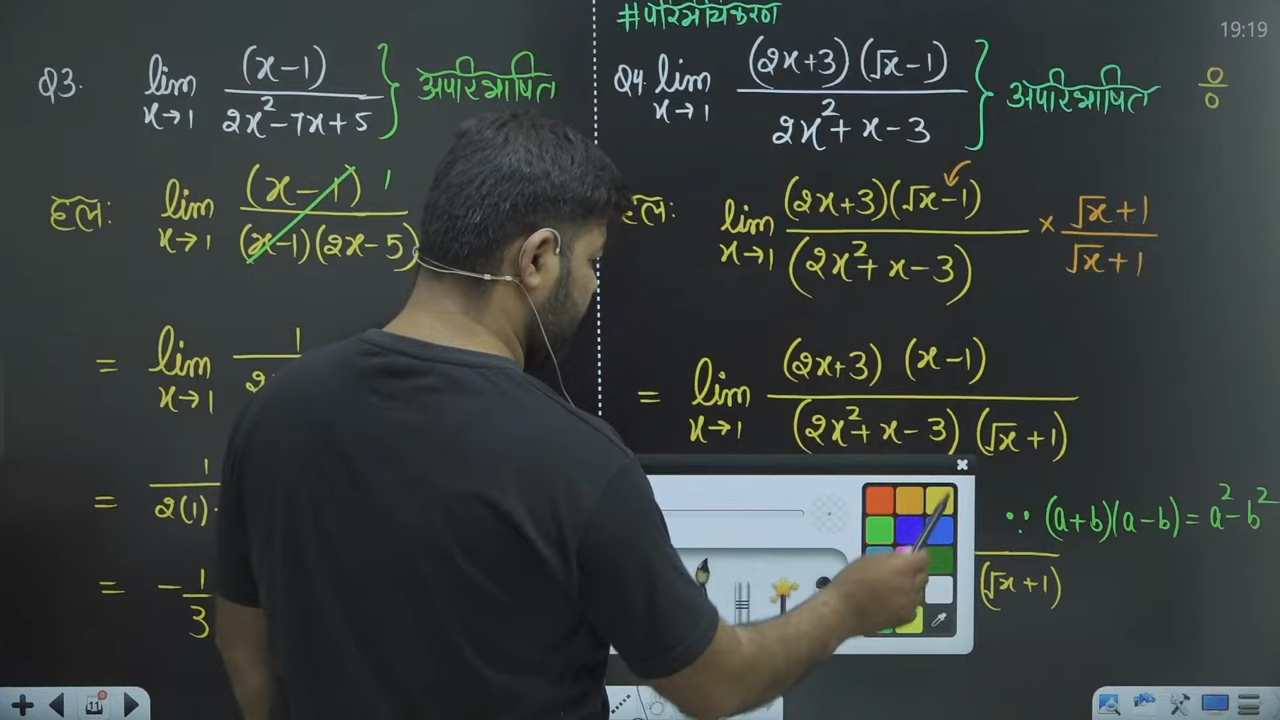 #परिमेयकरण
19:19
Q3. lim x→1 (x-1) / 2x²-7x+5 } अपरिभाषित
हल: lim x→1 (x-1) 1 / (x-1)(2x-5)
= lim x→1 1 / 2
= 1 / 2(1)
= -1/3
Q4. lim x→1 (2x+3)(√x-1) / 2x²+x-3 } अपरिभाषित 0/0
हल: lim x→1 (2x+3)(√x-1) / (2x²+x-3) × √x+1 / √x+1
= lim x→1 (2x+3) (x-1) / (2x²+x-3) (√x+1)
∵ (a+b)(a-b) = a²-b²
(√x+1)
11